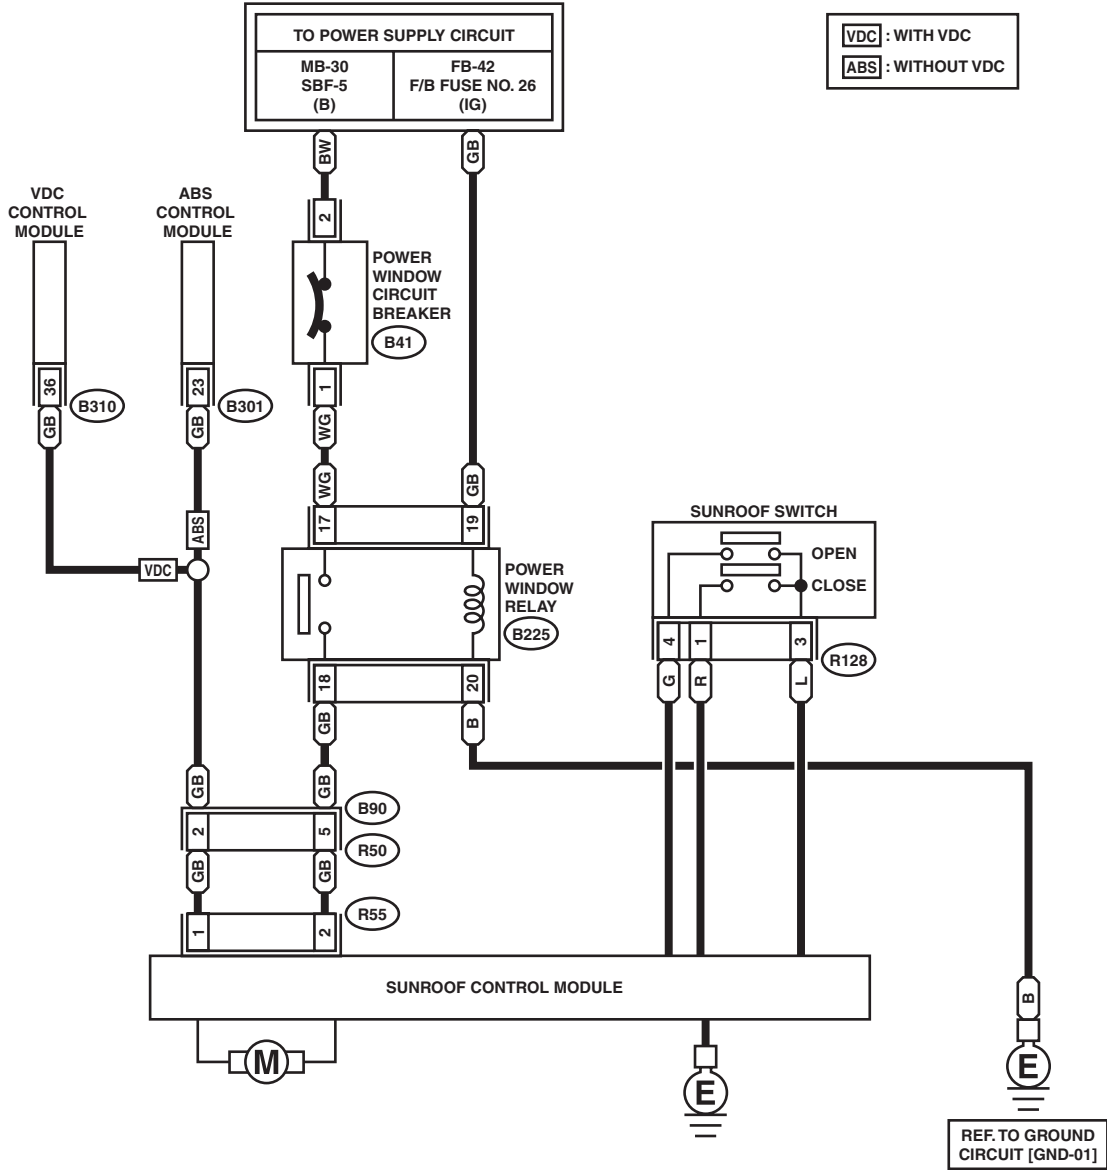 TO POWER SUPPLY CIRCUIT
MB-30
SBF-5
(B)
FB-42
F/B FUSE NO. 26
(IG)
VDC : WITH VDC
ABS : WITHOUT VDC
BW
GB
VDC
CONTROL
MODULE
ABS
CONTROL
MODULE
2
POWER
WINDOW
CIRCUIT
BREAKER
B41
36
B310
23
B301
1
GB
GB
WG
WG
GB
17
19
SUNROOF SWITCH
ABS
VDC
OPEN
CLOSE
POWER
WINDOW
RELAY
B225
4
1
3
R128
18
20
G
R
L
GB
B
GB
GB
B90
2
5
R50
GB
GB
R55
1
2
SUNROOF CONTROL MODULE
B
M
E
E
REF. TO GROUND
CIRCUIT [GND-01]